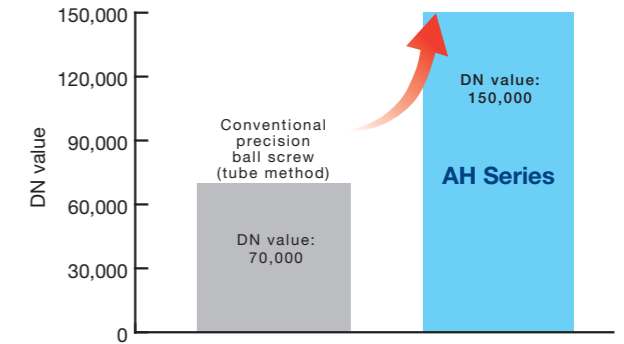 DN value
150,000
120,000
90,000
60,000
30,000
0
Conventional
precision
ball screw
(tube method)
DN value:
70,000
DN value:
150,000
AH Series